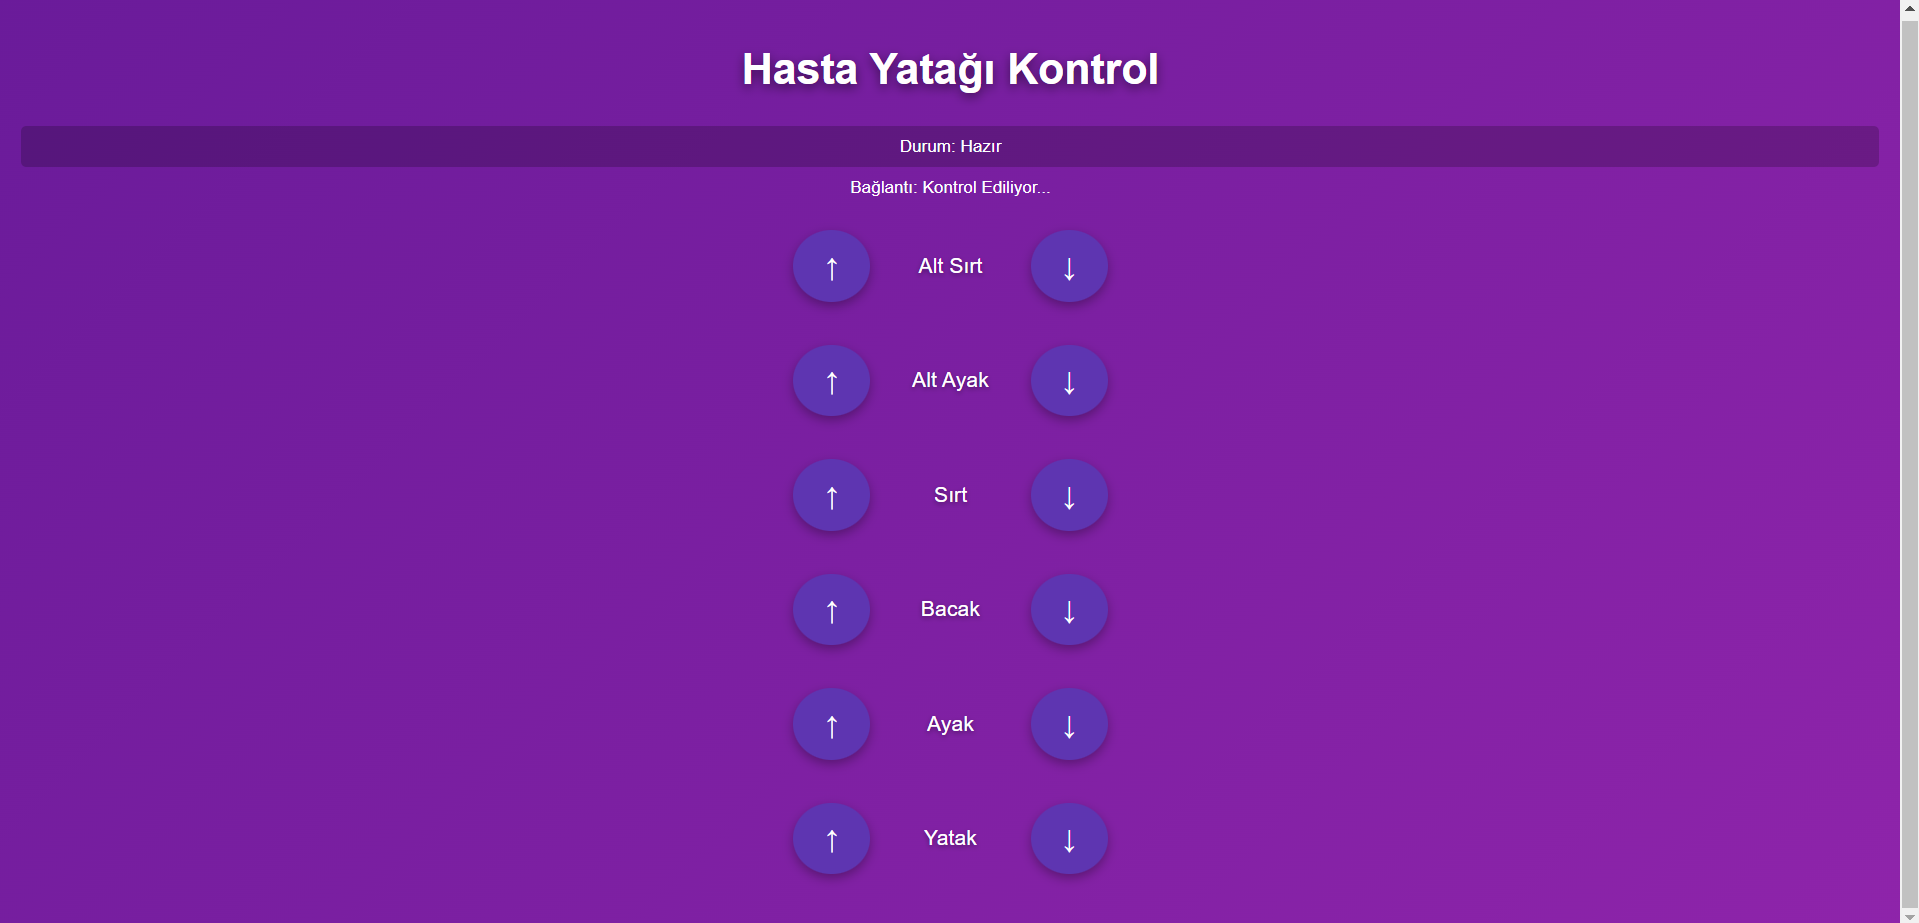 Hasta Yatağı Kontrol
Durum: Hazır
Bağlantı: Kontrol Ediliyor...
↑ Alt Sırt ↓
↑ Alt Ayak ↓
↑ Sırt ↓
↑ Bacak ↓
↑ Ayak ↓
↑ Yatak ↓